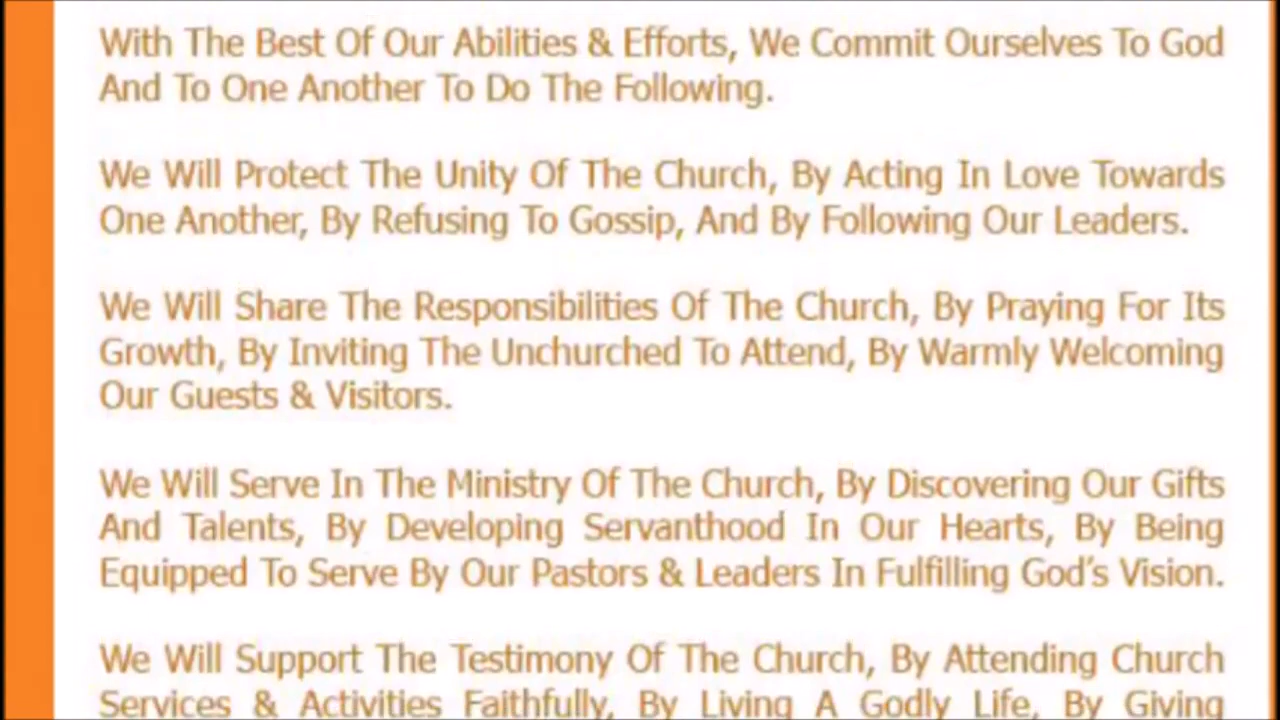 With The Best Of Our Abilities & Efforts, We Commit Ourselves To God
And To One Another To Do The Following.
We Will Protect The Unity Of The Church, By Acting In Love Towards
One Another, By Refusing To Gossip, And By Following Our Leaders.
We Will Share The Responsibilities Of The Church, By Praying For Its
Growth, By Inviting The Unchurched To Attend, By Warmly Welcoming
Our Guests & Visitors.
We Will Serve In The Ministry Of The Church, By Discovering Our Gifts
And Talents, By Developing Servanthood In Our Hearts, By Being
Equipped To Serve By Our Pastors & Leaders In Fulfilling God’s Vision.
We Will Support The Testimony Of The Church, By Attending Church
Services & Activities Faithfully, By Living A Godly Life, By Giving